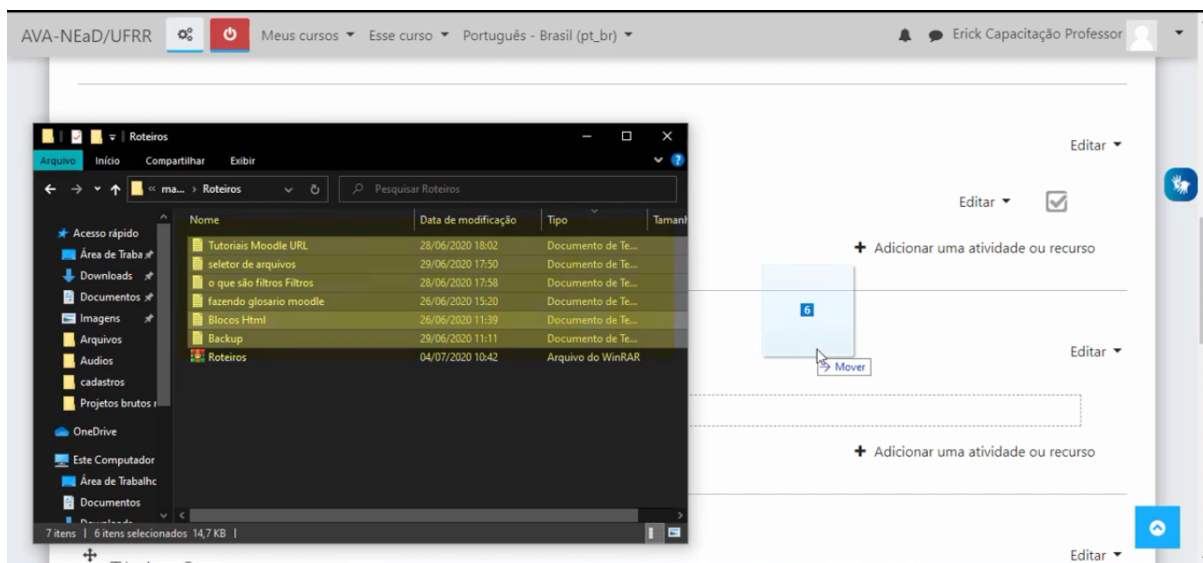 AVA-NEaD/UFRR Meus cursos Esse curso Português - Brasil (pt_br) Erick Capacitação Professor
Editar
Roteiros
Arquivo Início Compartilhar Exibir
« ma... › Roteiros Pesquisar Roteiros
Editar
Nome Data de modificação Tipo Tamanh
Acesso rápido
Área de Traba
Downloads
Documentos
Imagens
Arquivos
Audios
cadastros
Projetos brutos r
OneDrive
Este Computador
Área de Trabalhc
Documentos
Tutoriais Moodle URL 28/06/2020 18:02 Documento de Te...
seletor de arquivos 29/06/2020 17:50 Documento de Te...
o que são filtros Filtros 28/06/2020 17:58 Documento de Te...
fazendo glosario moodle 26/06/2020 15:20 Documento de Te...
Blocos Html 26/06/2020 11:39 Documento de Te...
Backup 29/06/2020 11:11 Documento de Te...
Roteiros 04/07/2020 10:42 Arquivo do WinRAR
7 itens | 6 itens selecionados 14,7 KB |
+ Adicionar uma atividade ou recurso
6
Mover
Editar
+ Adicionar uma atividade ou recurso
Editar